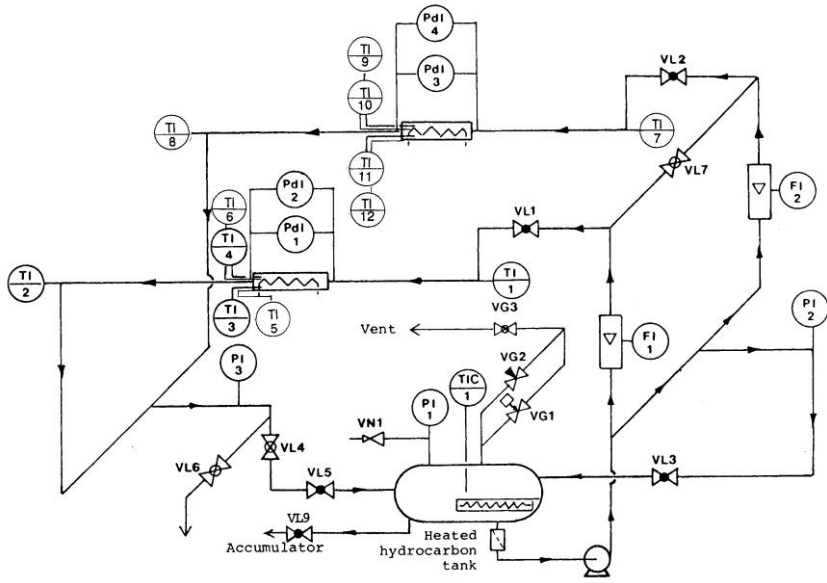 PdI
4
TI
9
PdI
3
VL2
TI
10
TI
8
TI
7
TI
11
VL7
TI
12
FI
2
PdI
2
TI
6
VL1
PdI
1
TI
4
TI
2
TI
1
TI
3
TI
5
VG3
PI
2
Vent
FI
1
VG2
PI
3
TIC
1
PI
1
VG1
VN1
VL6
VL4
VL5
VL3
VL9
Accumulator
Heated
hydrocarbon
tank